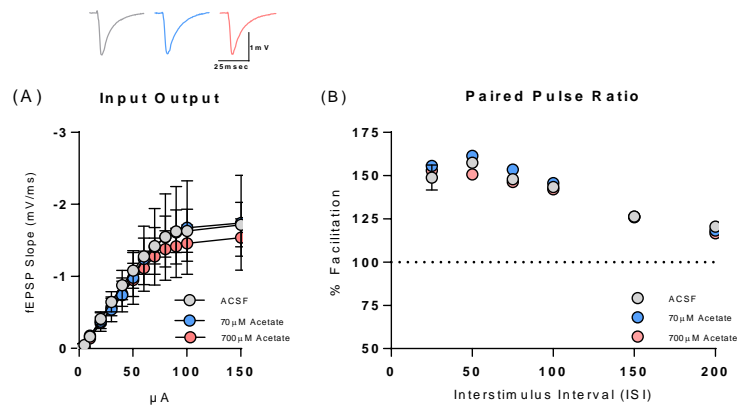 1mV
25msec
(A) Input Output
-3
-2
-1
0
fEPSP Slope (mV/ms)
0 50 100 150
µA
ACSF
70µM Acetate
700µM Acetate
(B) Paired Pulse Ratio
175
150
125
100
75
50
% Facilitation
0 50 100 150 200
Interstimulus Interval (ISI)
ACSF
70µM Acetate
700µM Acetate